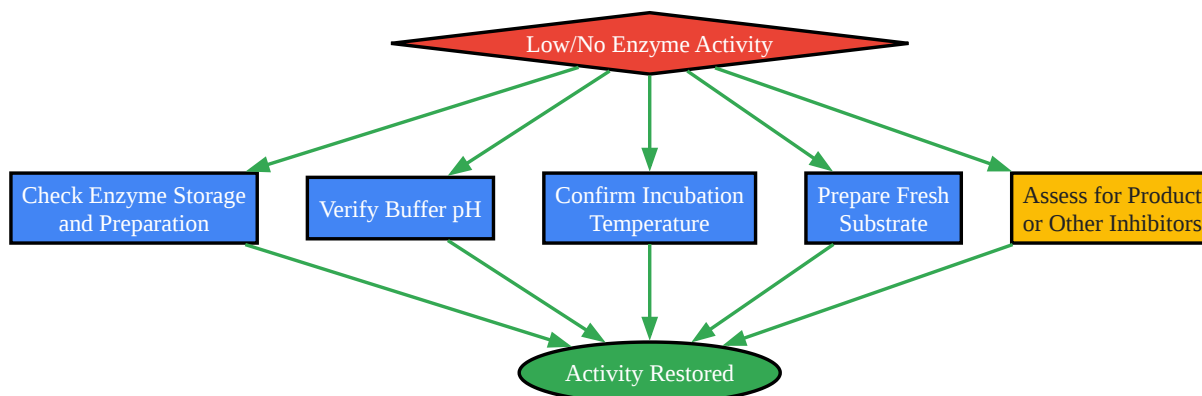 Low/No Enzyme Activity
Check Enzyme Storage
and Preparation
Verify Buffer pH
Confirm Incubation
Temperature
Prepare Fresh
Substrate
Assess for Product
or Other Inhibitors
Activity Restored